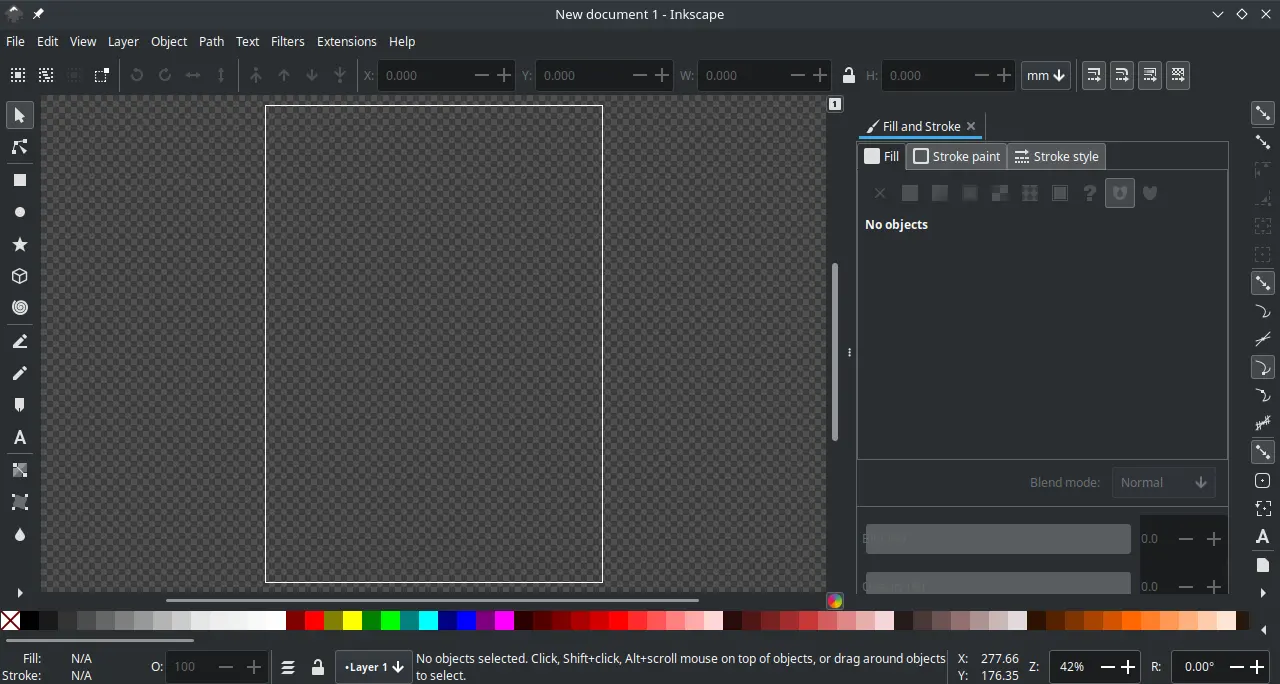 New document 1 - Inkscape
File Edit View Layer Object Path Text Filters Extensions Help
X: 0.000 Y: 0.000 W: 0.000 H: 0.000 mm
1
Fill and Stroke
Fill Stroke paint Stroke style
?
No objects
A
Blend mode: Normal
0.0
A
0.0
Fill: N/A
Stroke: N/A
O: 100
•Layer 1
No objects selected. Click, Shift+click, Alt+scroll mouse on top of objects, or drag around objects
to select.
X: 277.66
Y: 176.35
Z: 42% R: 0.00°